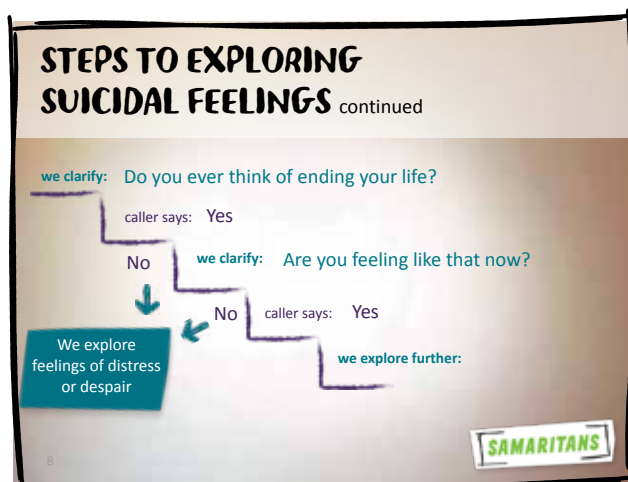 STEPS TO EXPLORING
SUICIDAL FEELINGS continued
we clarify: Do you ever think of ending your life?
caller says: Yes
No
we clarify: Are you feeling like that now?
No
caller says: Yes
We explore
feelings of distress
or despair
we explore further:
SAMARITANS
8